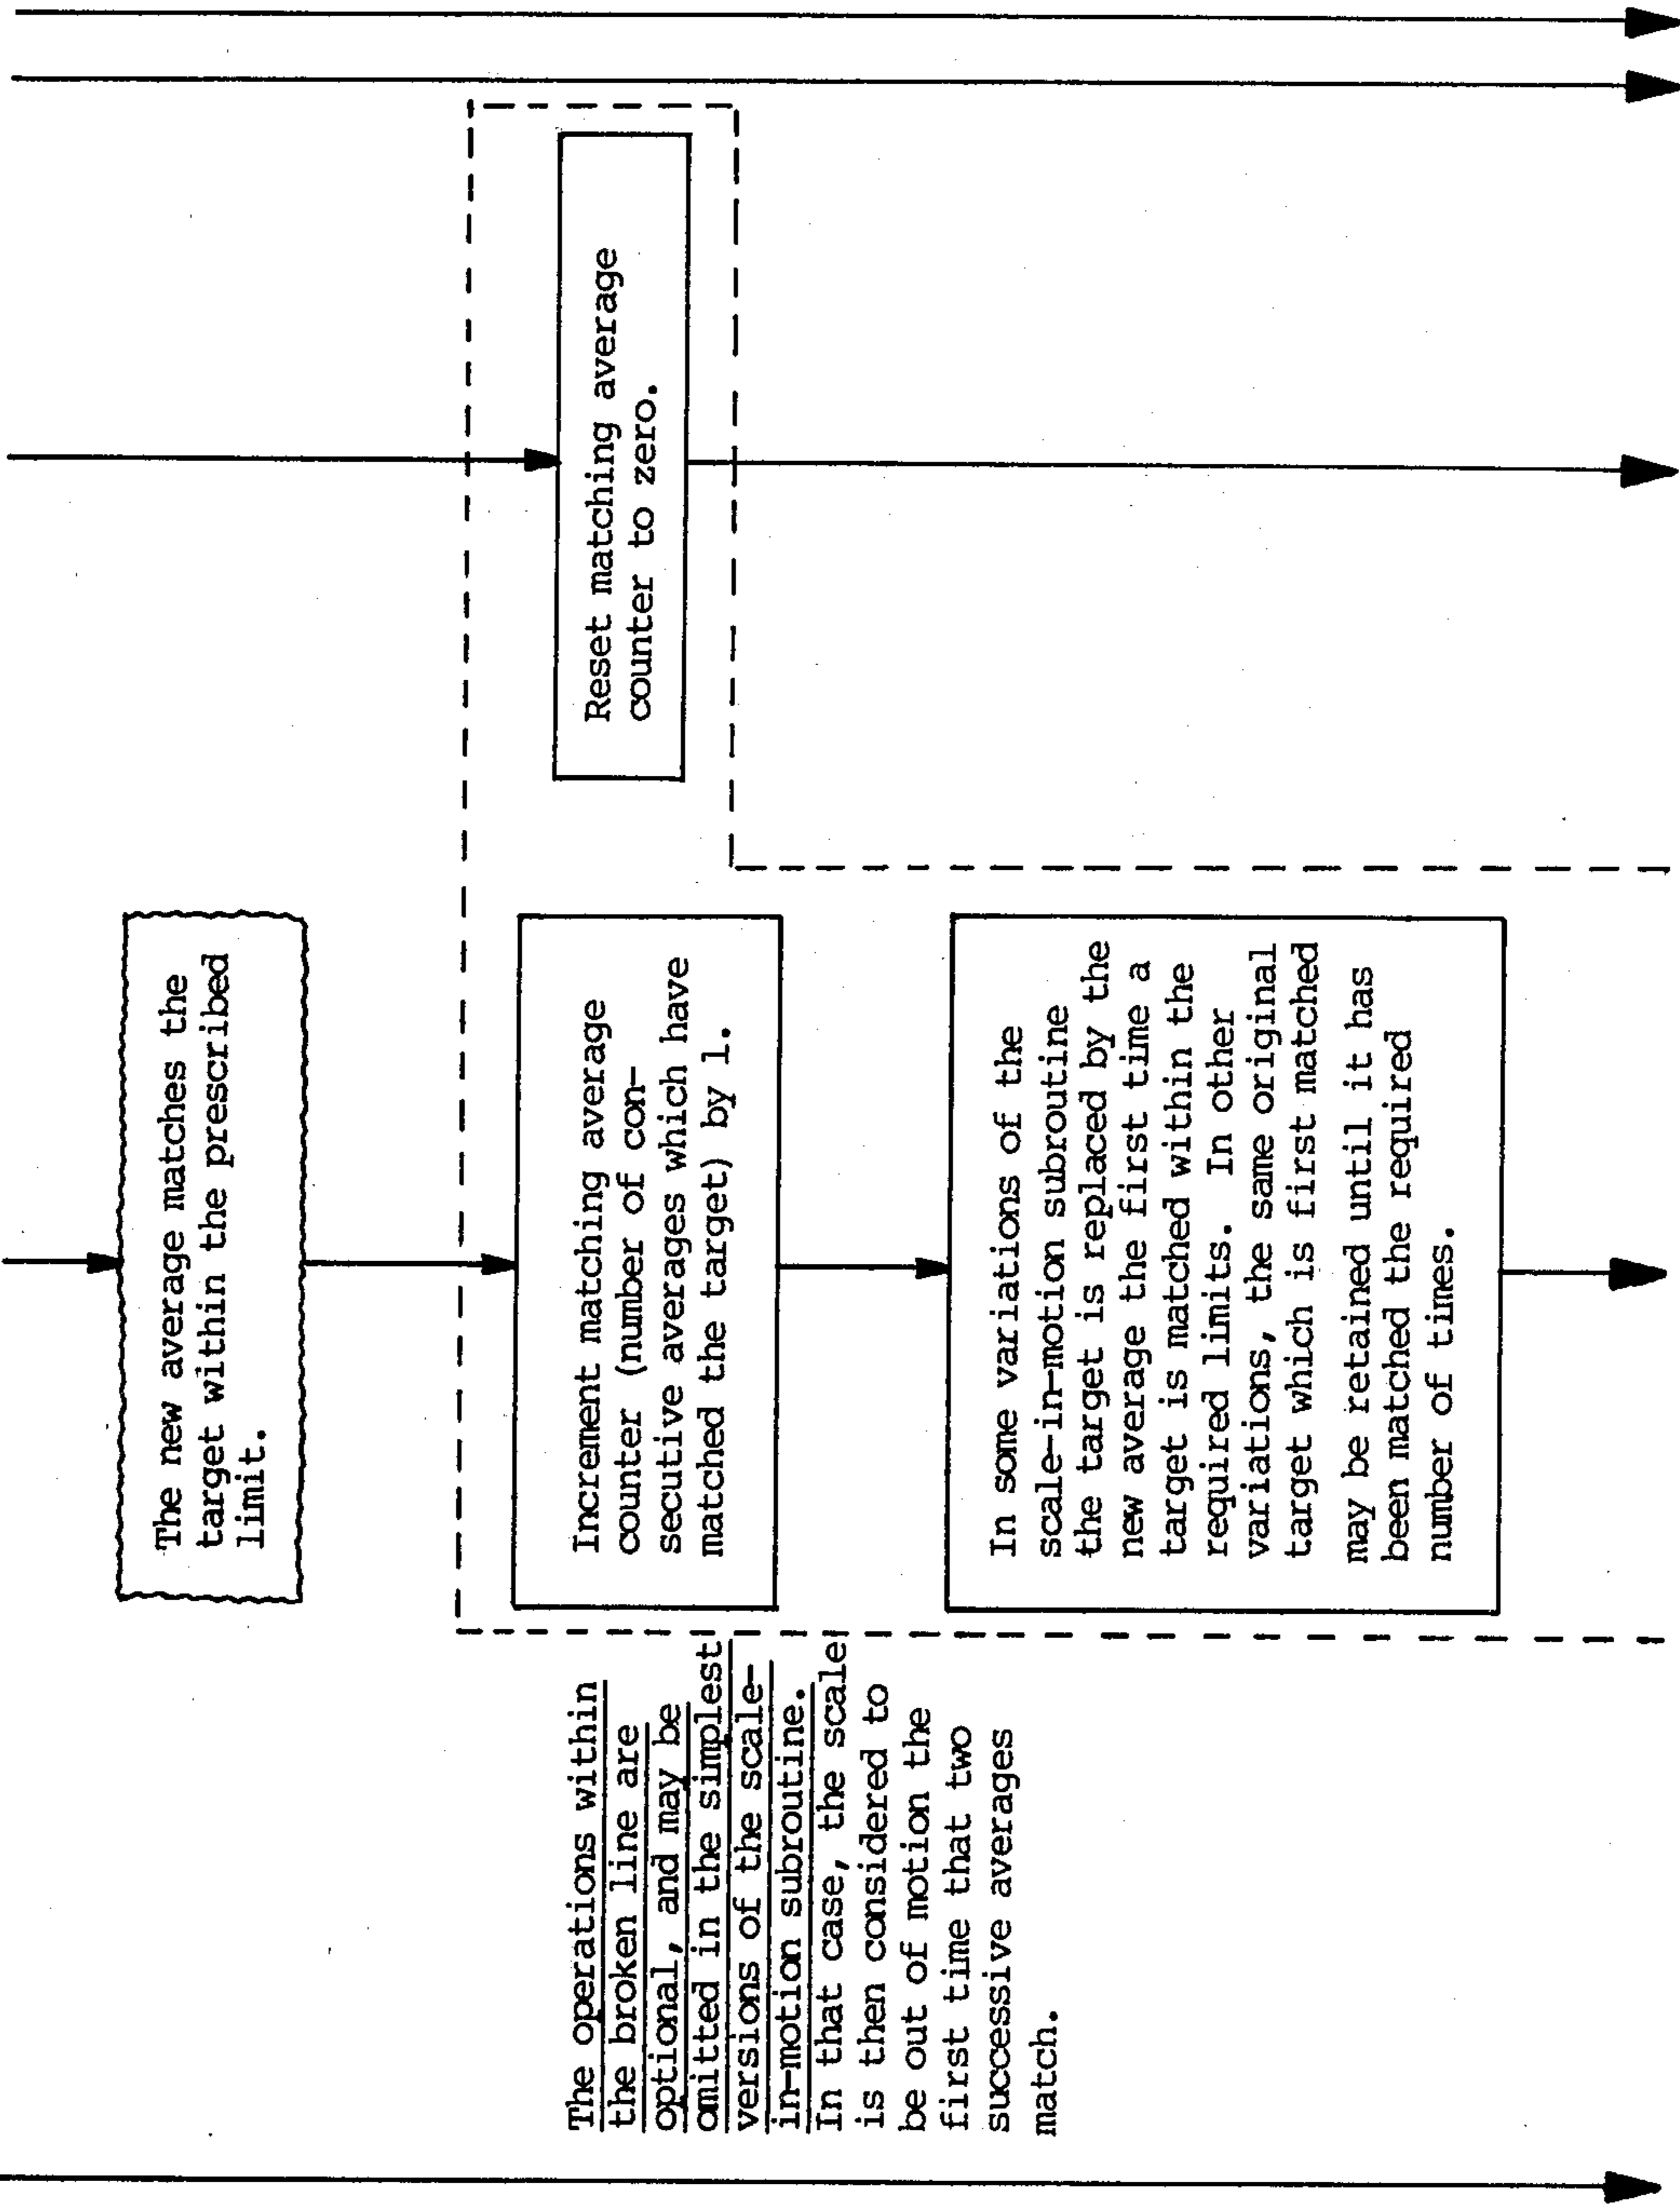 The new average matches the
target within the prescribed
limit.
The operations within
the broken line are
optional, and may be
omitted in the simplest
versions of the scale-
in-motion subroutine.
In that case, the scale
is then considered to
be out of motion the
first time that two
successive averages
match.
Increment matching average
counter (number of con-
secutive averages which have
matched the target) by 1.
Reset matching average
counter to zero.
In some variations of the
scale-in-motion subroutine
the target is replaced by the
new average the first time a
target is matched within the
required limits. In other
variations, the same original
target which is first matched
may be retained until it has
been matched the required
number of times.